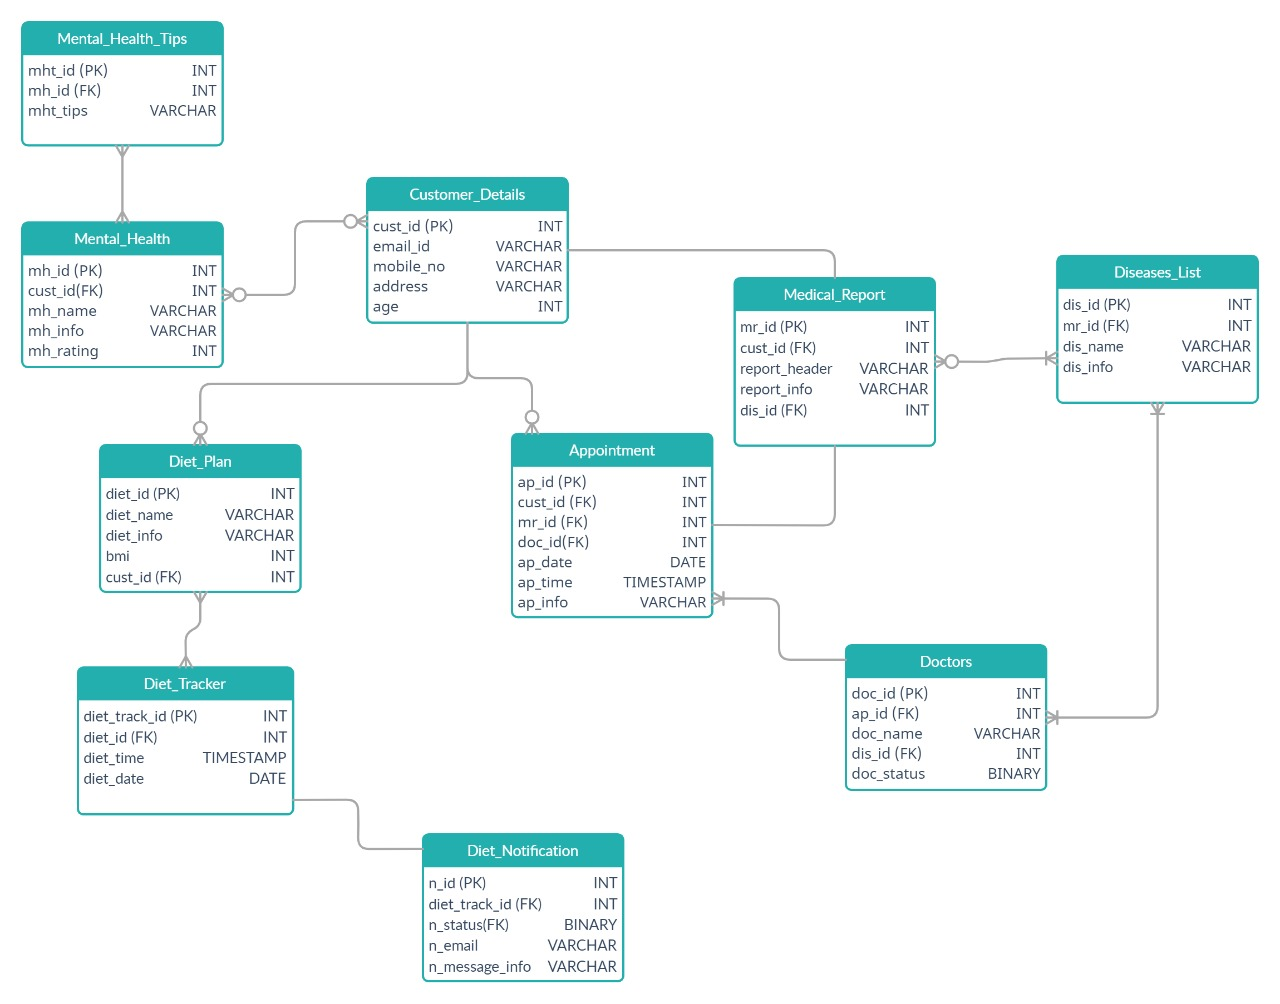 Mental_Health_Tips
mht_id (PK) INT
mh_id (FK) INT
mht_tips VARCHAR
Mental_Health
mh_id (PK) INT
cust_id(FK) INT
mh_name VARCHAR
mh_info VARCHAR
mh_rating INT
Customer_Details
cust_id (PK) INT
email_id VARCHAR
mobile_no VARCHAR
address VARCHAR
age INT
Medical_Report
mr_id (PK) INT
cust_id (FK) INT
report_header VARCHAR
report_info VARCHAR
dis_id (FK) INT
Diseases_List
dis_id (PK) INT
mr_id (FK) INT
dis_name VARCHAR
dis_info VARCHAR
Diet_Plan
diet_id (PK) INT
diet_name VARCHAR
diet_info VARCHAR
bmi INT
cust_id (FK) INT
Appointment
ap_id (PK) INT
cust_id (FK) INT
mr_id (FK) INT
doc_id(FK) INT
ap_date DATE
ap_time TIMESTAMP
ap_info VARCHAR
Doctors
doc_id (PK) INT
ap_id (FK) INT
doc_name VARCHAR
dis_id (FK) INT
doc_status BINARY
Diet_Tracker
diet_track_id (PK) INT
diet_id (FK) INT
diet_time TIMESTAMP
diet_date DATE
Diet_Notification
n_id (PK) INT
diet_track_id (FK) INT
n_status(FK) BINARY
n_email VARCHAR
n_message_info VARCHAR